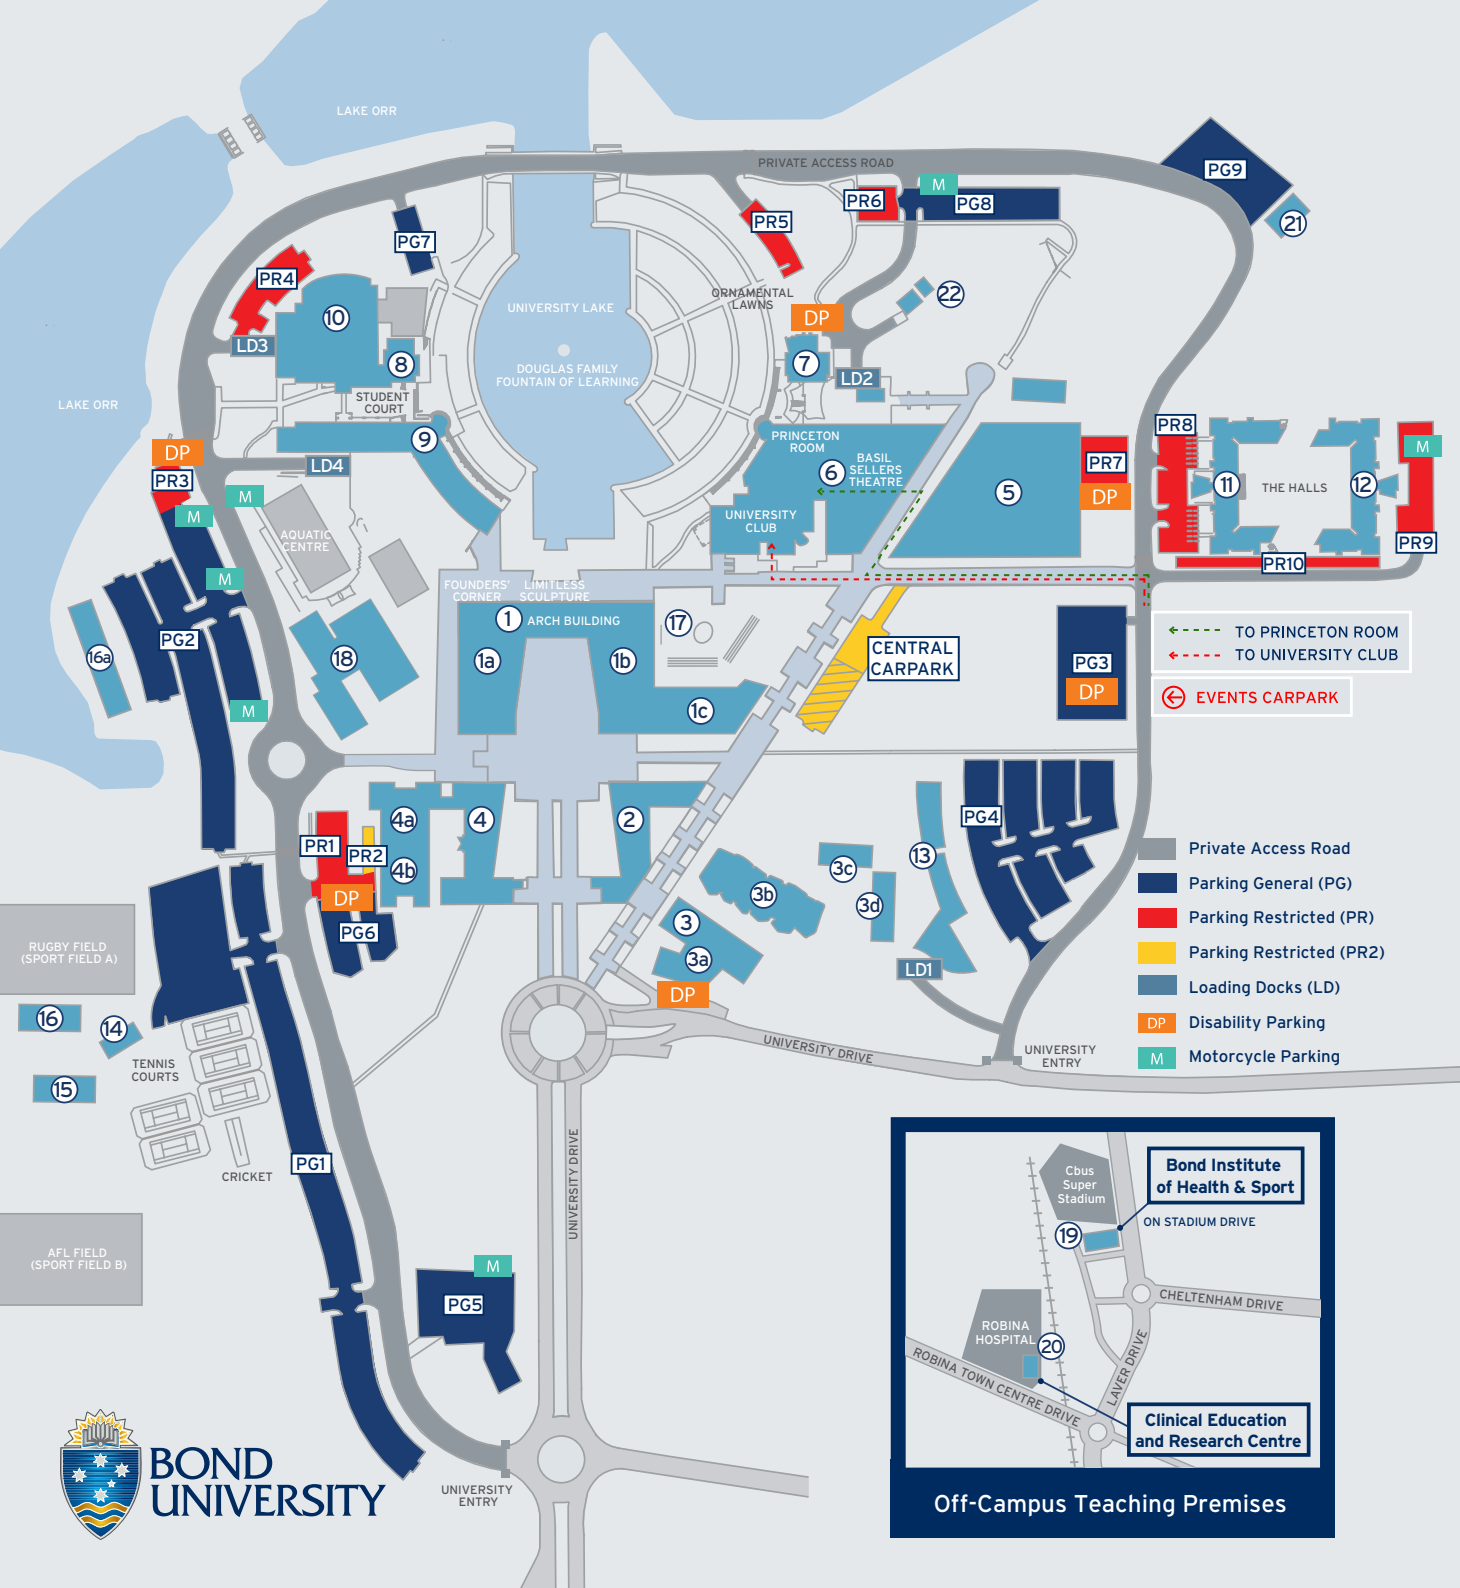 LAKE ORR
PRIVATE ACCESS ROAD
PG9
M
PR6
PG8
PR5
21
PG7
PR4
ORNAMENTAL
LAWNS
22
UNIVERSITY LAKE
10
DP
LD3
8
7
DOUGLAS FAMILY
FOUNTAIN OF LEARNING
LD2
LAKE ORR
STUDENT
COURT
PR8
9
PRINCETON
ROOM
M
DP
LD4
6
BASIL
SELLERS
THEATRE
PR7
PR3
5
11
THE HALLS
12
M
DP
M
UNIVERSITY
CLUB
AQUATIC
CENTRE
PR9
PR10
M
FOUNDERS'
CORNER
LIMITLESS
SCULPTURE
1
ARCH BUILDING
17
TO PRINCETON ROOM
PG2
16a
18
1a
1b
CENTRAL
CARPARK
PG3
TO UNIVERSITY CLUB
DP
EVENTS CARPARK
M
1c
4a
4
2
PG4
PR1
PR2
13
Private Access Road
4b
3c
Parking General (PG)
DP
3b
3d
Parking Restricted (PR)
PG6
3
RUGBY FIELD
(SPORT FIELD A)
3a
LD1
Parking Restricted (PR2)
DP
Loading Docks (LD)
16
14
DP
Disability Parking
UNIVERSITY DRIVE
UNIVERSITY
ENTRY
M
Motorcycle Parking
TENNIS
COURTS
15
CRICKET
PG1
UNIVERSITY DRIVE
Cbus
Super
Stadium
Bond Institute
of Health & Sport
ON STADIUM DRIVE
19
AFL FIELD
(SPORT FIELD B)
M
PG5
CHELTENHAM DRIVE
ROBINA
HOSPITAL
20
LAVER DRIVE
ROBINA TOWN CENTRE DRIVE
Clinical Education
and Research Centre
BOND
UNIVERSITY
UNIVERSITY
ENTRY
Off-Campus Teaching Premises